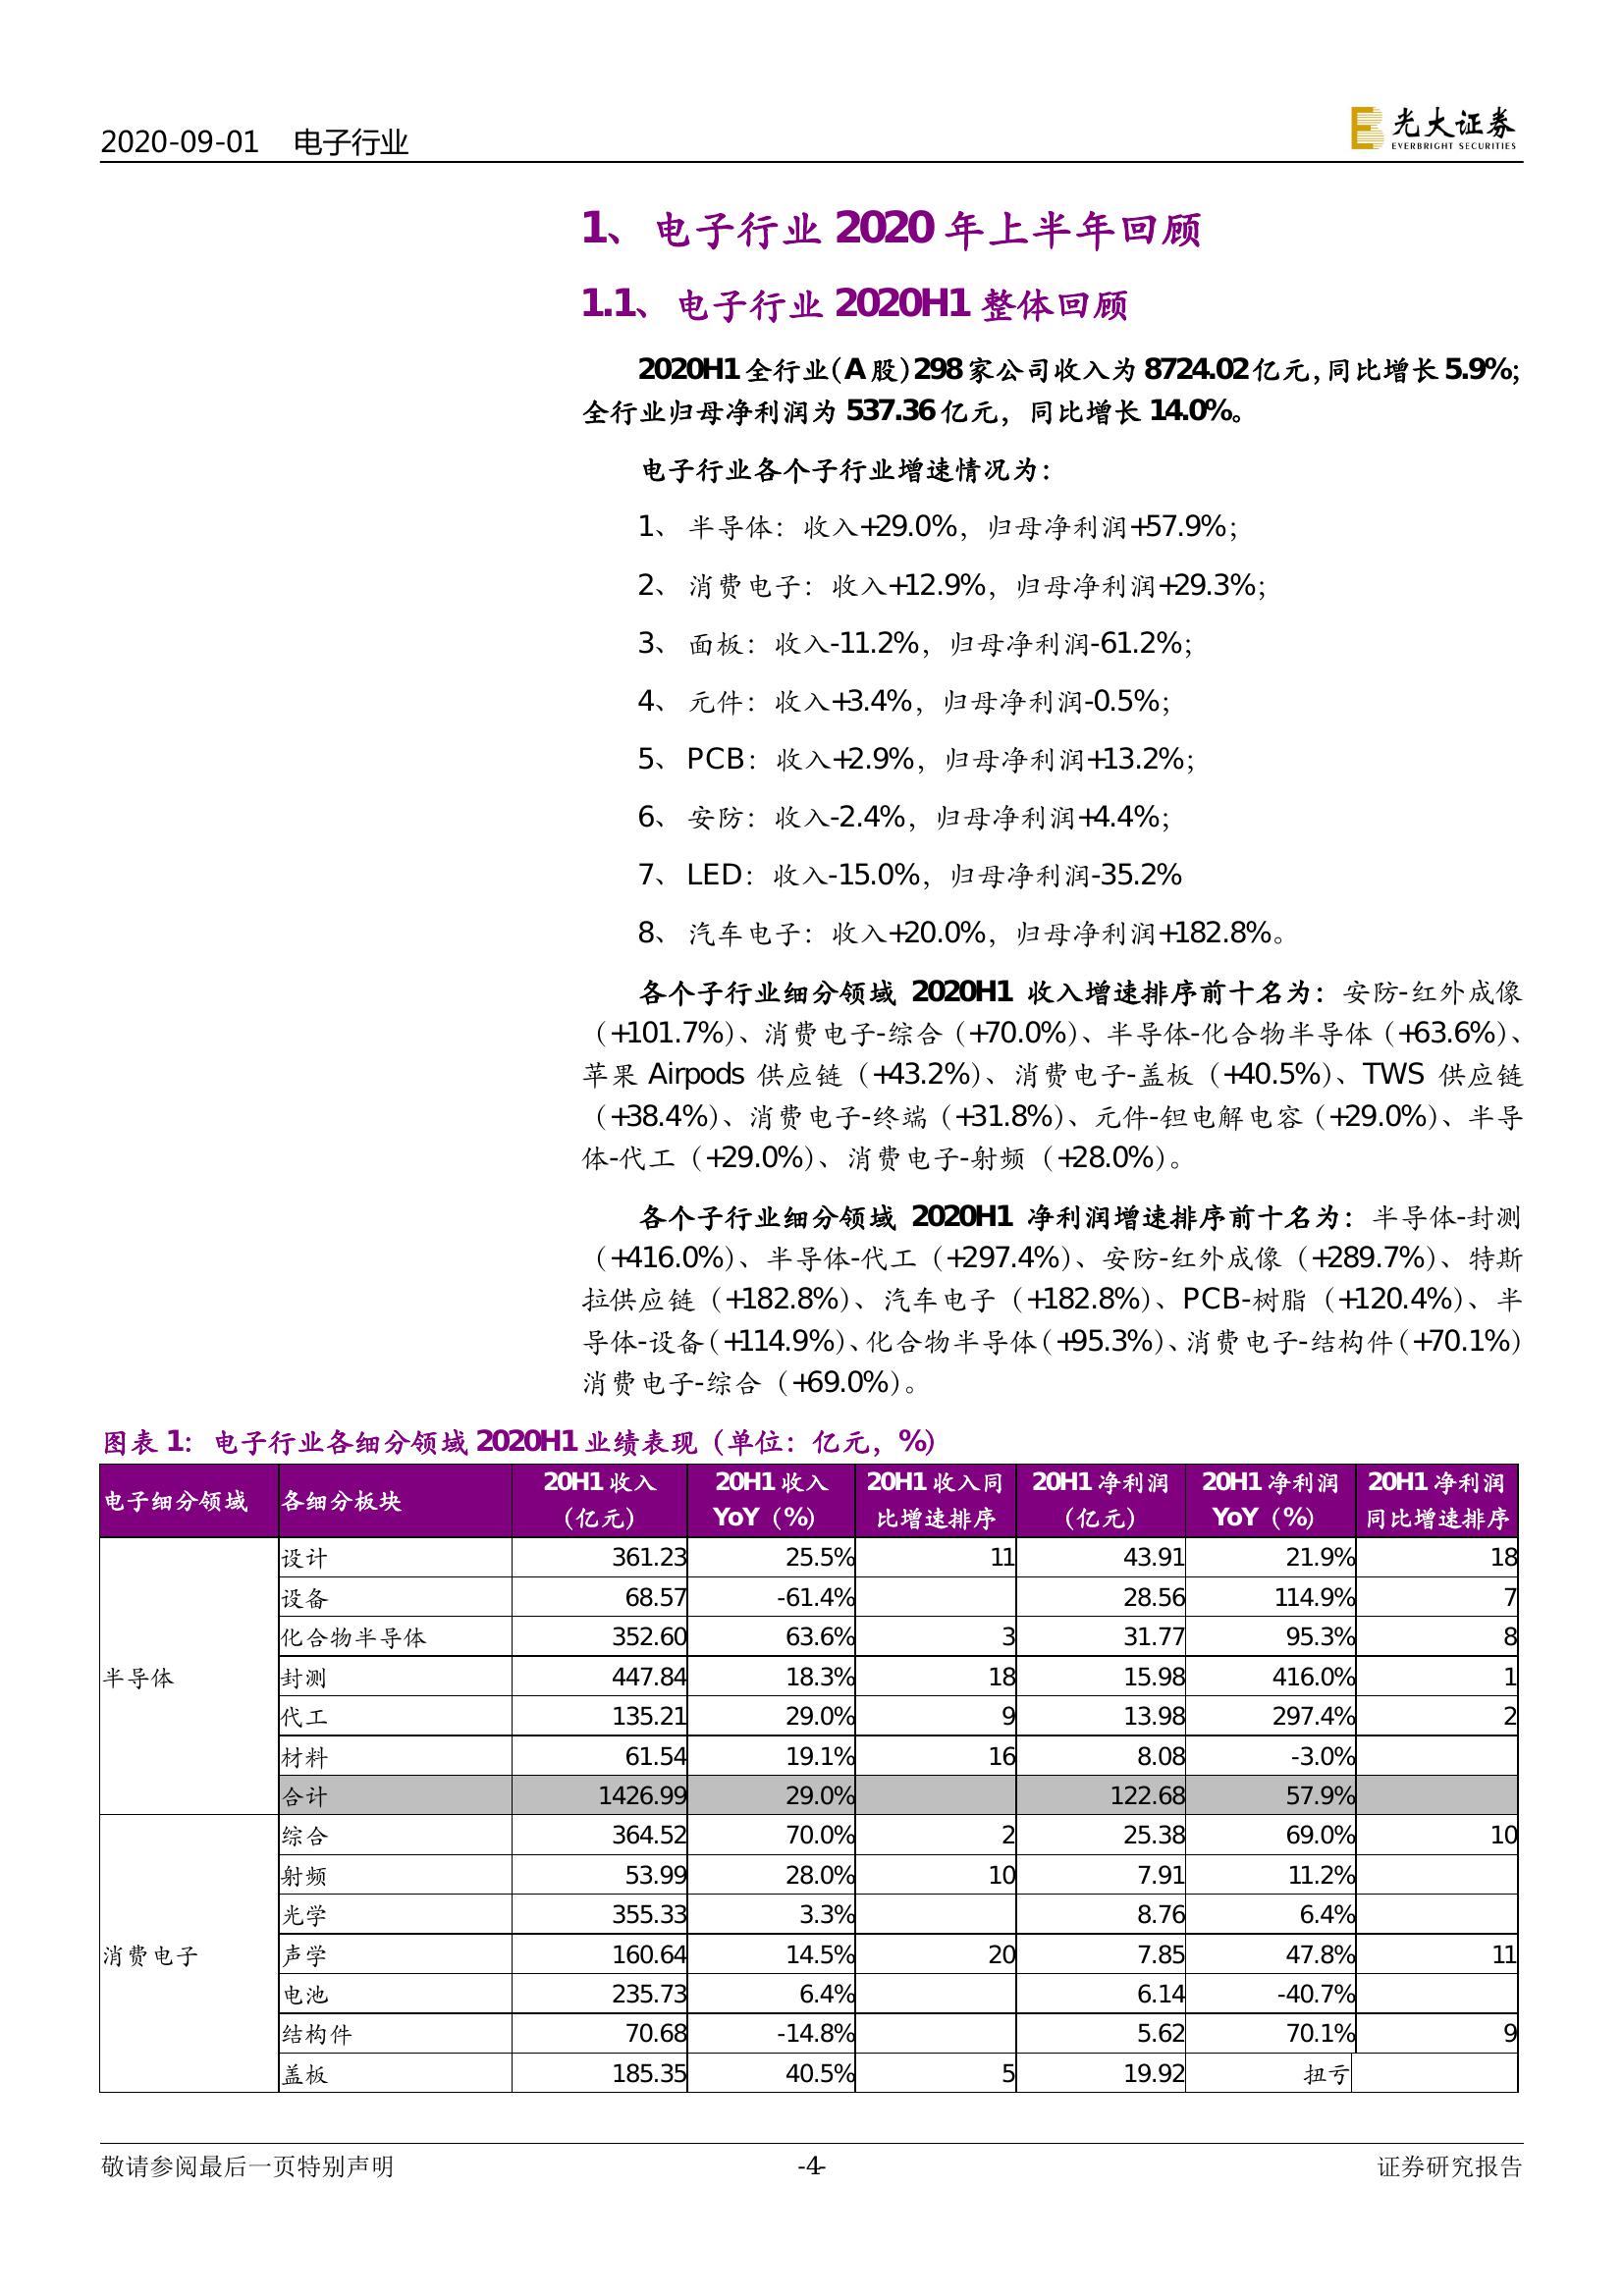 2020-09-01 电子行业
光大证券
EVERBRIGHT SECURITIES
1、 电子行业 2020 年上半年回顾
1.1、 电子行业 2020H1 整体回顾
2020H1 全行业（A 股）298 家公司收入为 8724.02 亿元，同比增长 5.9%；
全行业归母净利润为 537.36 亿元，同比增长 14.0%。
电子行业各个子行业增速情况为：
1、 半导体：收入+29.0%，归母净利润+57.9%；
2、 消费电子：收入+12.9%，归母净利润+29.3%；
3、 面板：收入-11.2%，归母净利润-61.2%；
4、 元件：收入+3.4%，归母净利润-0.5%；
5、 PCB：收入+2.9%，归母净利润+13.2%；
6、 安防：收入-2.4%，归母净利润+4.4%；
7、 LED：收入-15.0%，归母净利润-35.2%
8、 汽车电子：收入+20.0%，归母净利润+182.8%。
各个子行业细分领域 2020H1 收入增速排序前十名为：安防-红外成像
（+101.7%）、消费电子-综合（+70.0%）、半导体-化合物半导体（+63.6%）、
苹果 Airpods 供应链（+43.2%）、消费电子-盖板（+40.5%）、TWS 供应链
（+38.4%）、消费电子-终端（+31.8%）、元件-钽电解电容（+29.0%）、半导
体-代工（+29.0%）、消费电子-射频（+28.0%）。
各个子行业细分领域 2020H1 净利润增速排序前十名为：半导体-封测
（+416.0%）、半导体-代工（+297.4%）、安防-红外成像（+289.7%）、特斯
拉供应链（+182.8%）、汽车电子（+182.8%）、PCB-树脂（+120.4%）、半
导体-设备（+114.9%）、化合物半导体（+95.3%）、消费电子-结构件（+70.1%）
消费电子-综合（+69.0%）。
图表 1：电子行业各细分领域 2020H1 业绩表现（单位：亿元，%）
电子细分领域 各细分板块 20H1 收入（亿元） 20H1 收入 YoY（%） 20H1 收入同比增速排序 20H1 净利润（亿元） 20H1 净利润 YoY（%） 20H1 净利润同比增速排序
半导体
设计 361.23 25.5% 11 43.91 21.9% 18
设备 68.57 -61.4% 28.56 114.9% 7
化合物半导体 352.60 63.6% 3 31.77 95.3% 8
封测 447.84 18.3% 18 15.98 416.0% 1
代工 135.21 29.0% 9 13.98 297.4% 2
材料 61.54 19.1% 16 8.08 -3.0%
合计 1426.99 29.0% 122.68 57.9%
消费电子
综合 364.52 70.0% 2 25.38 69.0% 10
射频 53.99 28.0% 10 7.91 11.2%
光学 355.33 3.3% 8.76 6.4%
声学 160.64 14.5% 20 7.85 47.8% 11
电池 235.73 6.4% 6.14 -40.7%
结构件 70.68 -14.8% 5.62 70.1% 9
盖板 185.35 40.5% 5 19.92 扭亏
敬请参阅最后一页特别声明 -4- 证券研究报告